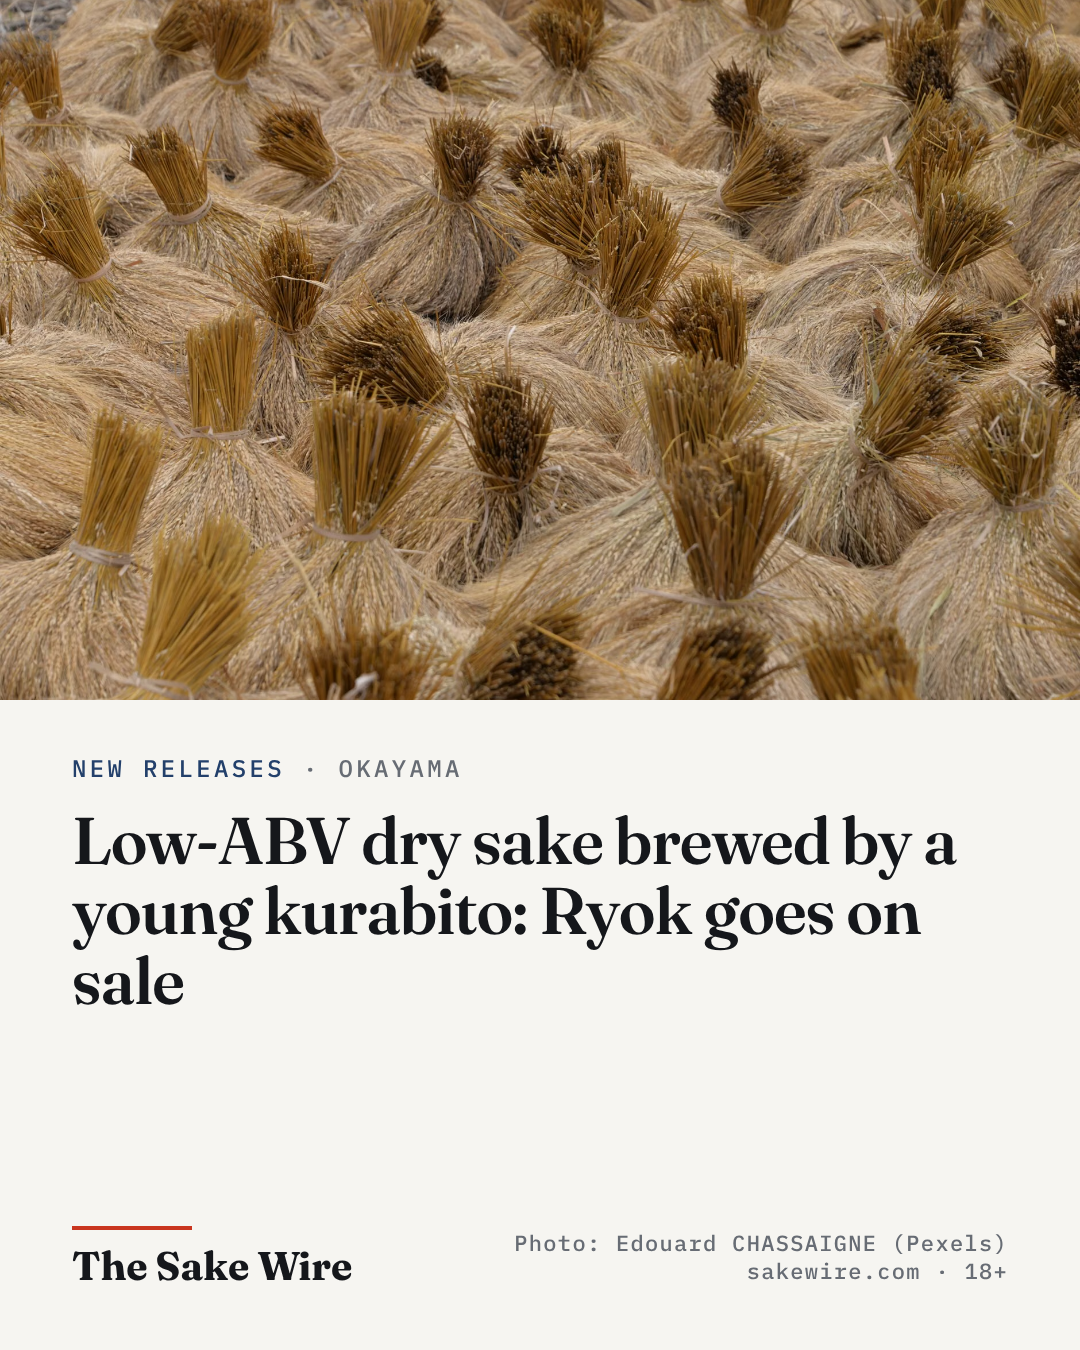 NEW RELEASES · OKAYAMA
Low-ABV dry sake brewed by a
young kurabito: Ryok goes on
sale
The Sake Wire
Photo: Edouard CHASSAIGNE (Pexels)
sakewire.com · 18+